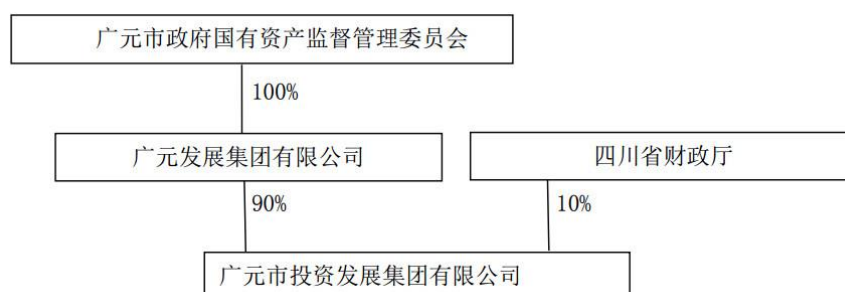 广元市政府国有资产监督管理委员会
100%
广元发展集团有限公司
四川省财政厅
90%
10%
广元市投资发展集团有限公司